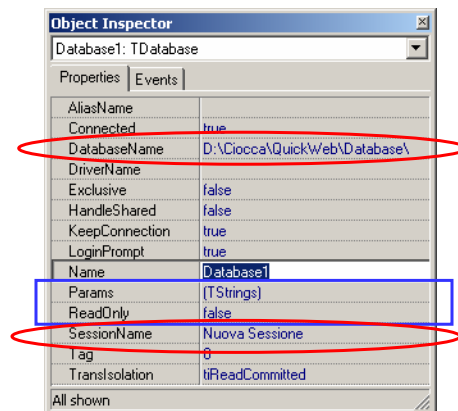 Object Inspector
Database1: TDatabase
Properties Events
AliasName
Connected true
DatabaseName D:\Ciocca\QuickWeb\Database\
DriverName
Exclusive false
HandleShared false
KeepConnection true
LoginPrompt true
Name Database1
Params (TStrings)
ReadOnly false
SessionName Nuova Sessione
Tag 0
TransIsolation tiReadCommitted
All shown